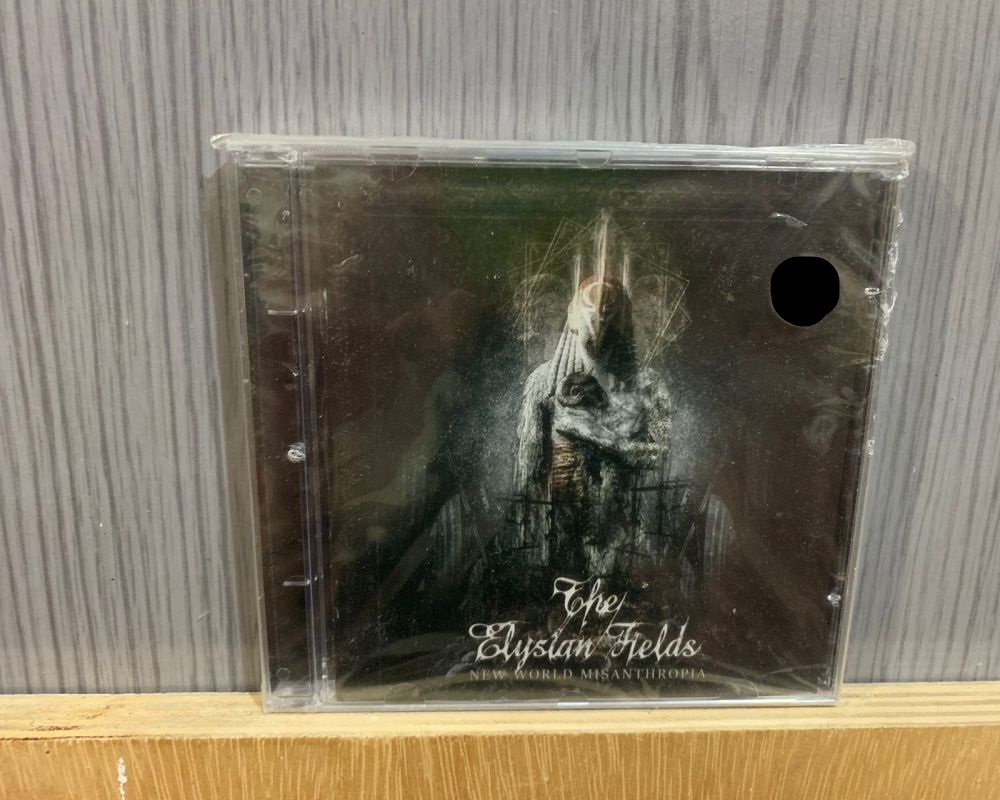 The
Elysian Fields
NEW WORLD MISANTHROPIA